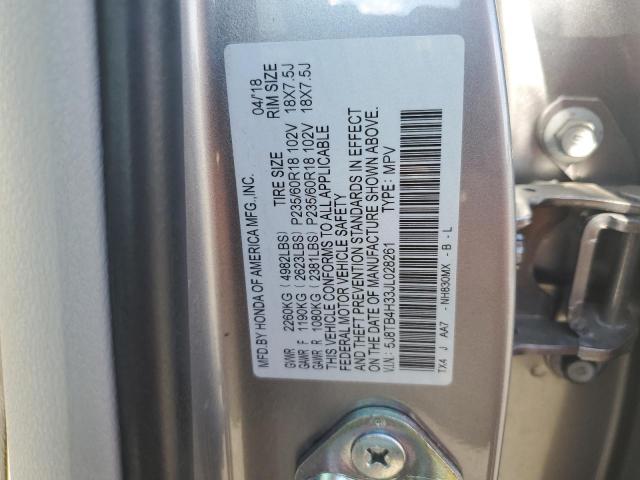 MFD.BY HONDA OF AMERICA MFG.,INC. 04/'18
TIRE SIZE RIM SIZE
GVWR 2260KG (4982LBS)
GAWR F 1190KG (2623LBS) P235/60R18 102V 18X7.5J
GAWR R 1080KG (2381LBS) P235/60R18 102V 18X7.5J
THIS VEHICLE CONFORMS TO ALL APPLICABLE
FEDERAL MOTOR VEHICLE SAFETY
AND THEFT PREVENTION STANDARDS IN EFFECT
ON THE DATE OF MANUFACTURE SHOWN ABOVE.
V.I.N.: 5J8TB4H33JL028261 TYPE: MPV
TX4 J AA7 - NH830MX - B - L